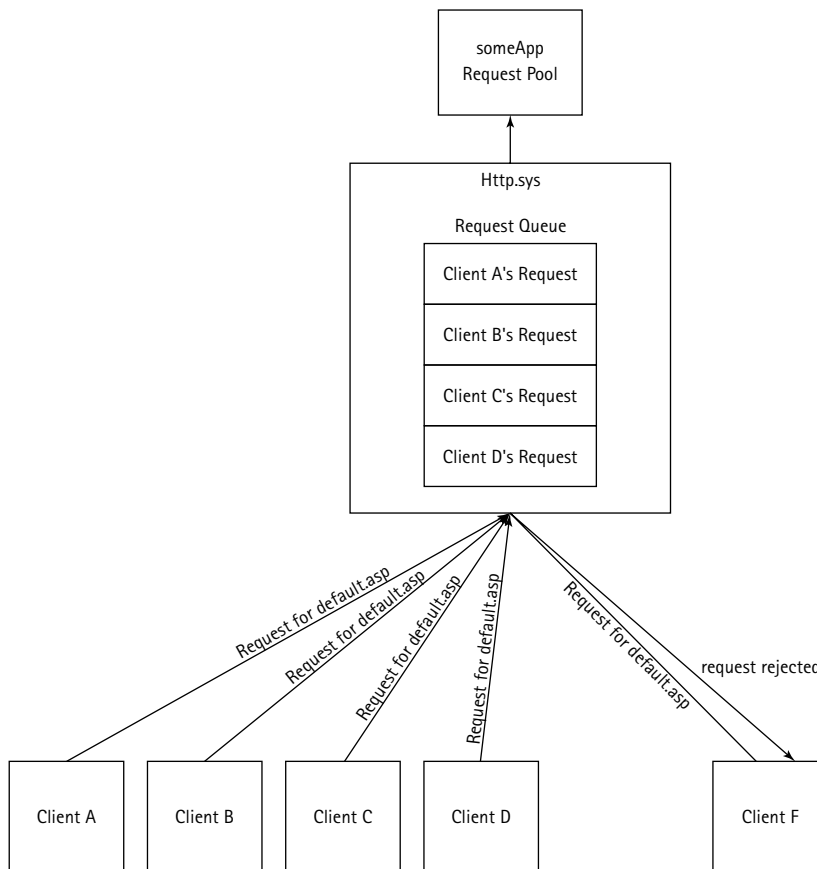 someApp
Request Pool
Http.sys
Request Queue
Client A's Request
Client B's Request
Client C's Request
Client D's Request
Request for default.asp
Request for default.asp
Request for default.asp
Request for default.asp
Request for default.asp
request rejected
Client A
Client B
Client C
Client D
Client F